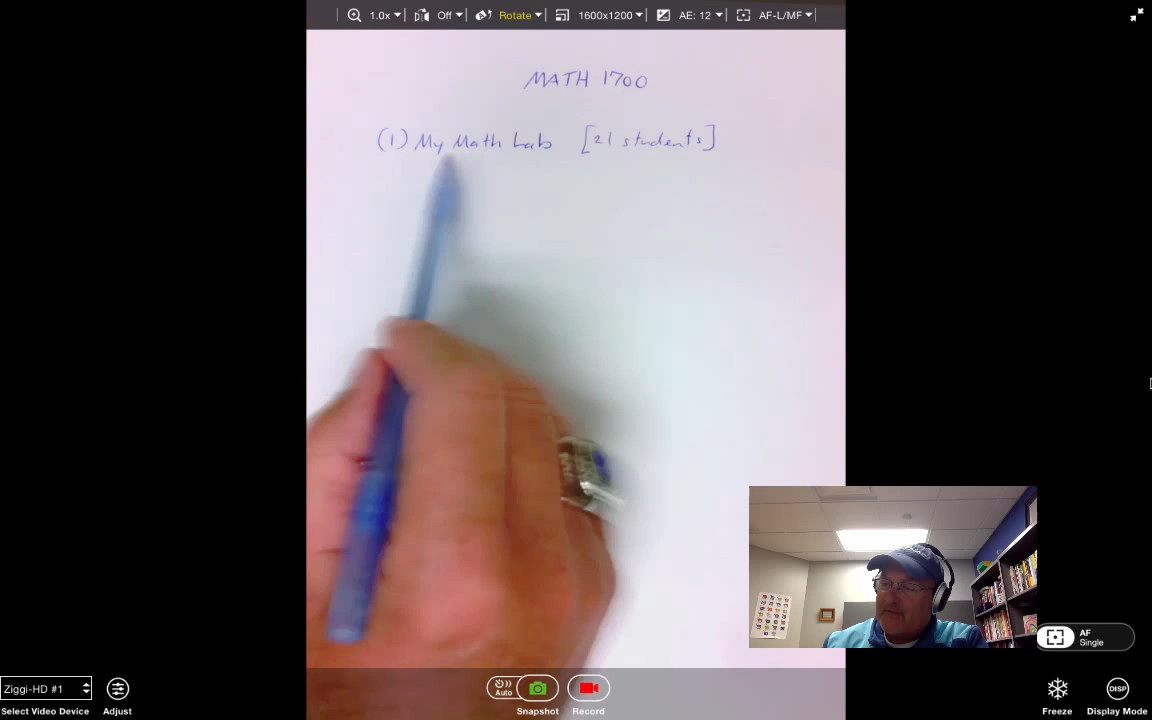 1.0x
Off
Rotate
1600x1200
AE: 12
AF-L/MF
MATH 1700
(1) My Math Lab [21 students]
AF
Single
Ziggi-HD #1
Auto
Select Video Device
Adjust
Snapshot
Record
DISP
Freeze
Display Mode